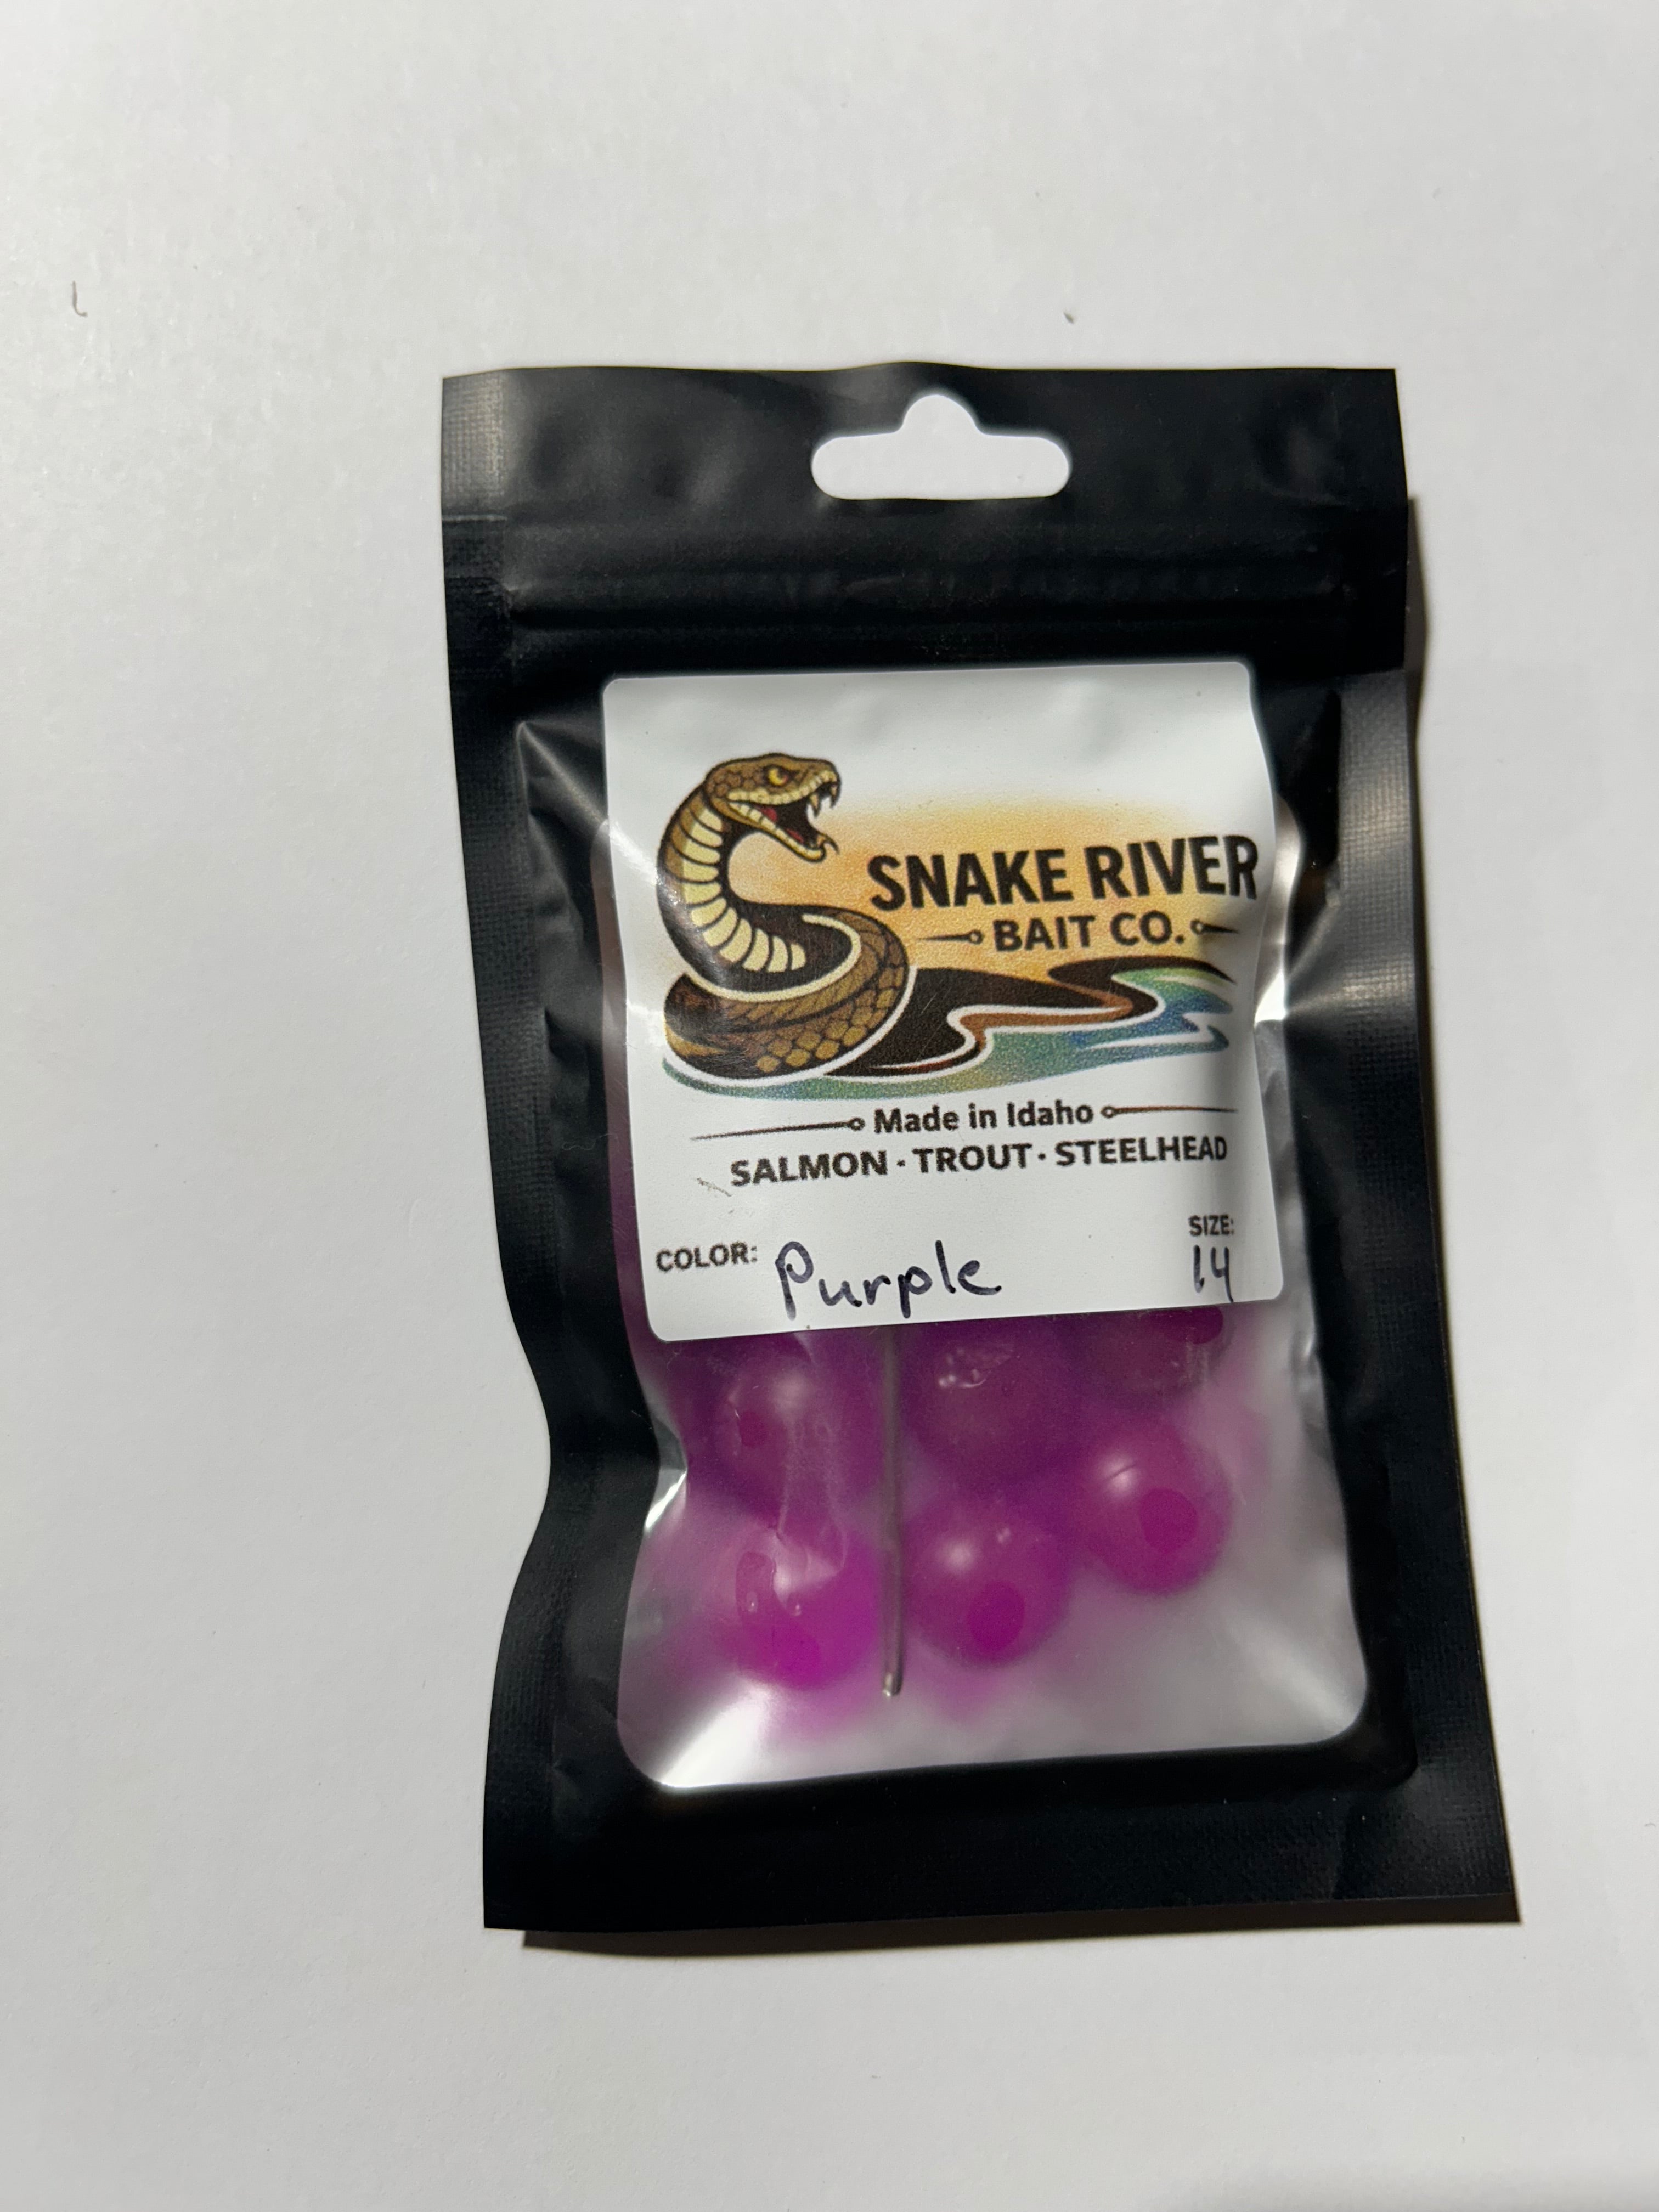 SNAKE RIVER
BAIT CO.
Made in Idaho
SALMON · TROUT · STEELHEAD
COLOR: Purple
SIZE:
14